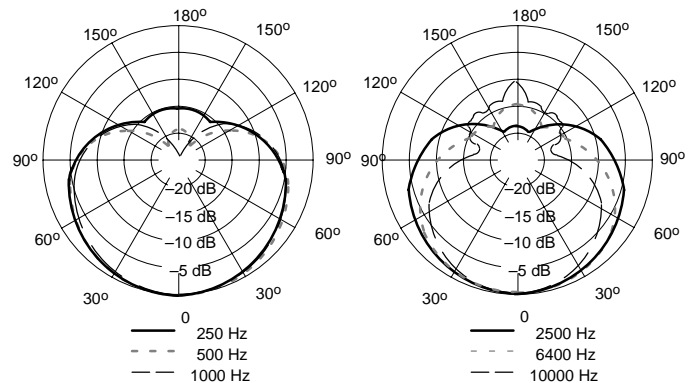 180o 180o
150o 150o 150o 150o
120o 120o 120o 120o
90o 90o 90o 90o
–20 dB –20 dB
–15 dB –15 dB
60o 60o 60o 60o
–10 dB –10 dB
–5 dB –5 dB
30o 30o 30o 30o
0 0
250 Hz 2500 Hz
500 Hz 6400 Hz
1000 Hz 10000 Hz